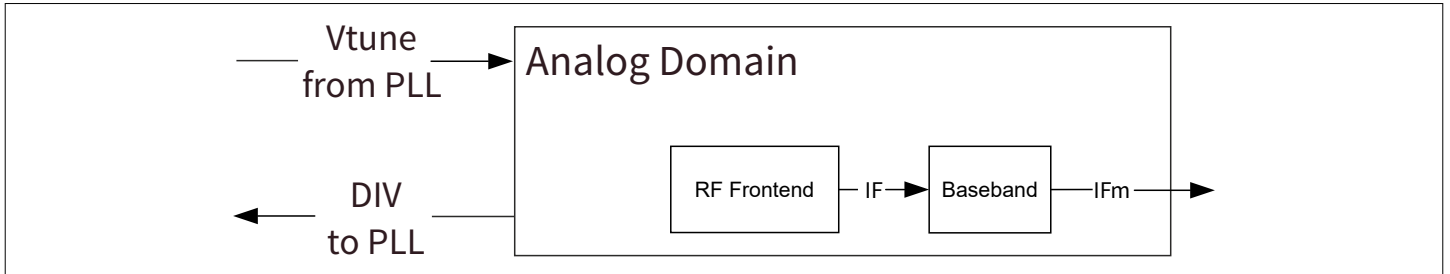 Vtune
from PLL
Analog Domain
RF Frontend
IF
Baseband
IFm
DIV
to PLL